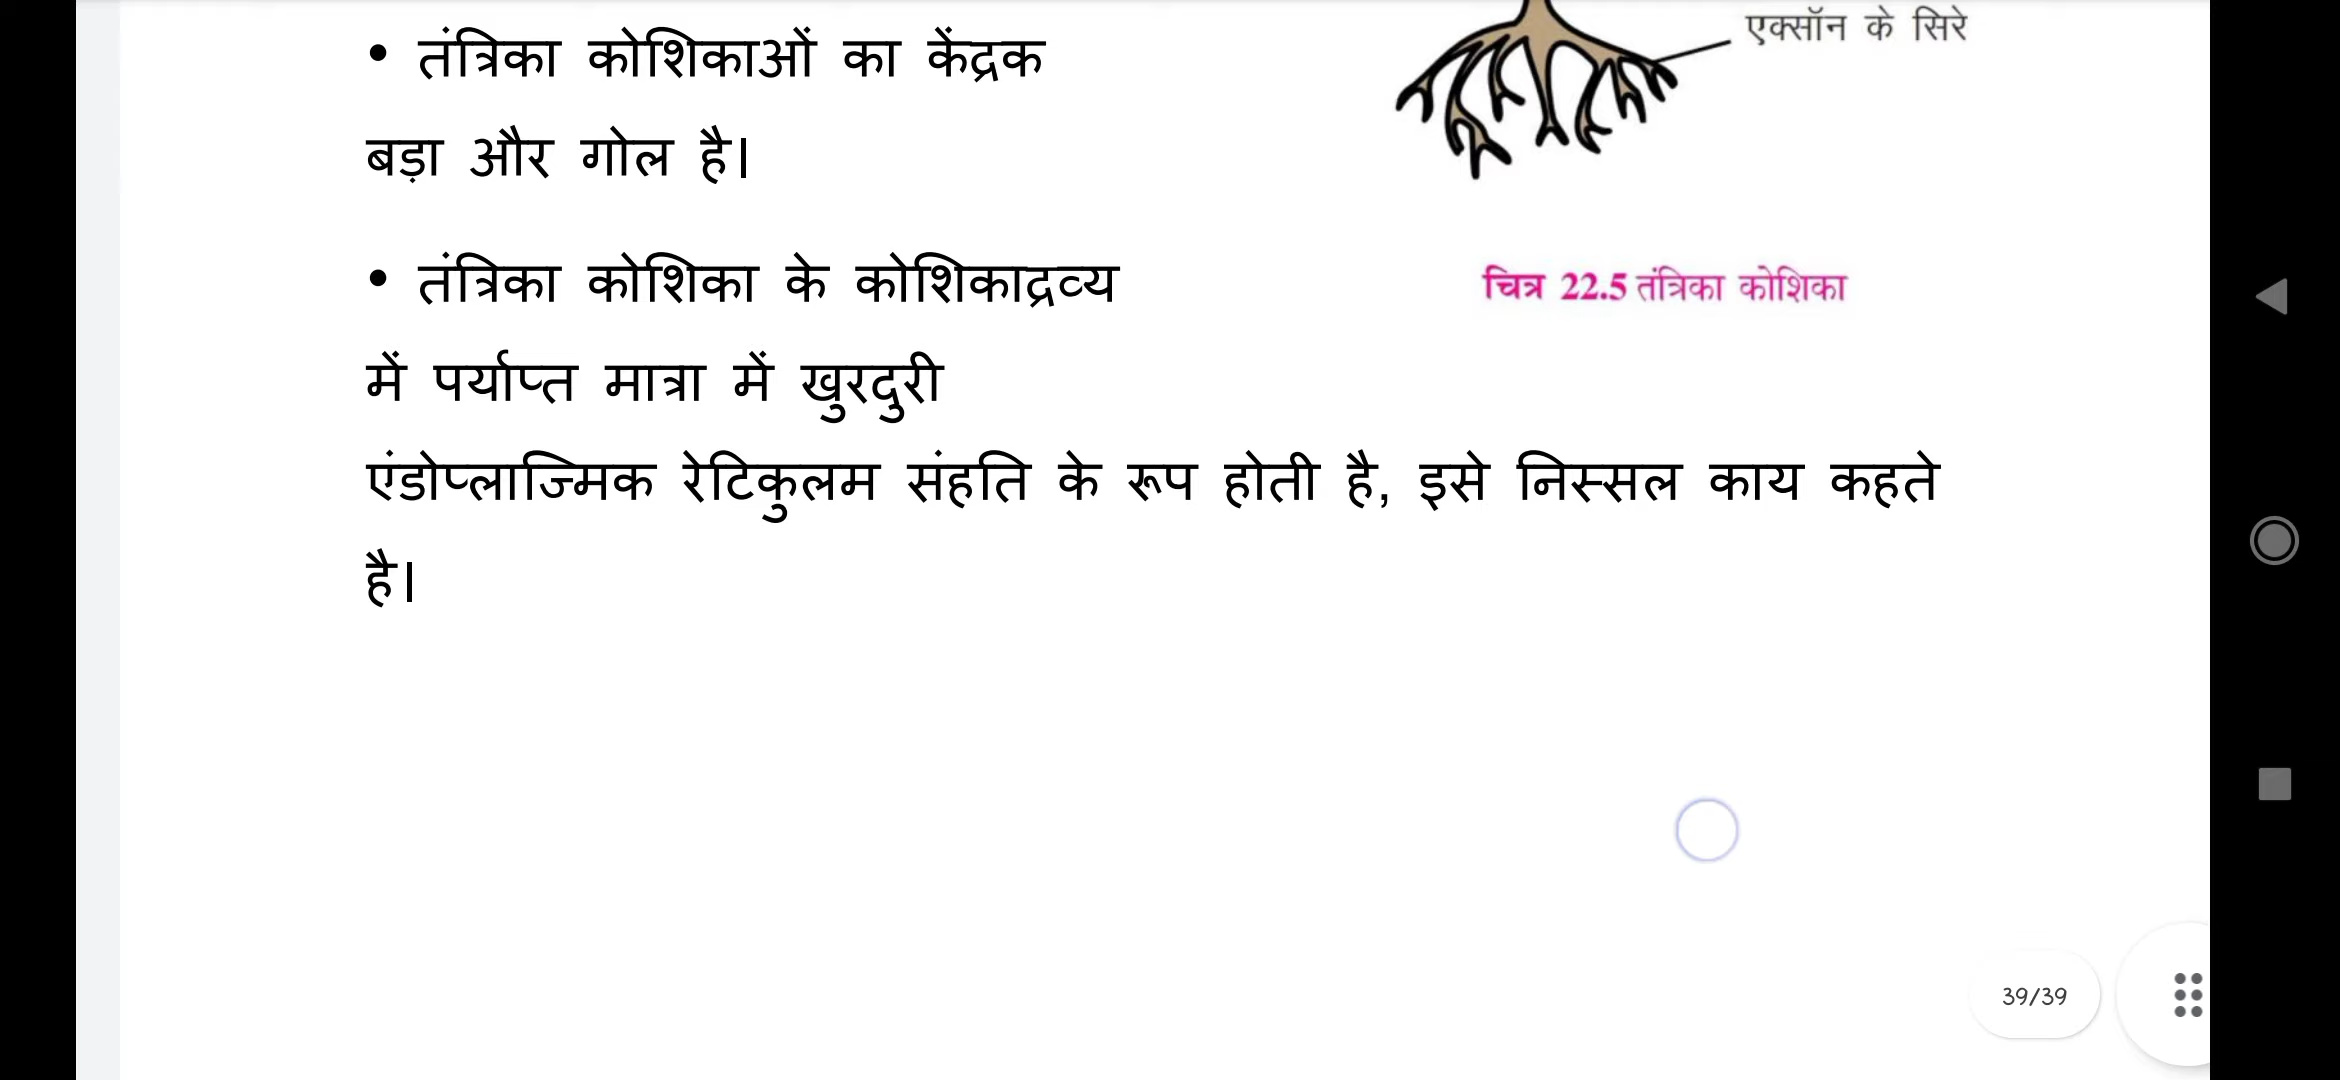 एक्सॉन के सिरे
• तंत्रिका कोशिकाओं का केंद्रक
बड़ा और गोल है।
• तंत्रिका कोशिका के कोशिकाद्रव्य
चित्र 22.5 तंत्रिका कोशिका
में पर्याप्त मात्रा में खुरदुरी
एंडोप्लाज्मिक रेटिकुलम संहति के रूप होती है, इसे निस्सल काय कहते
है।
39/39